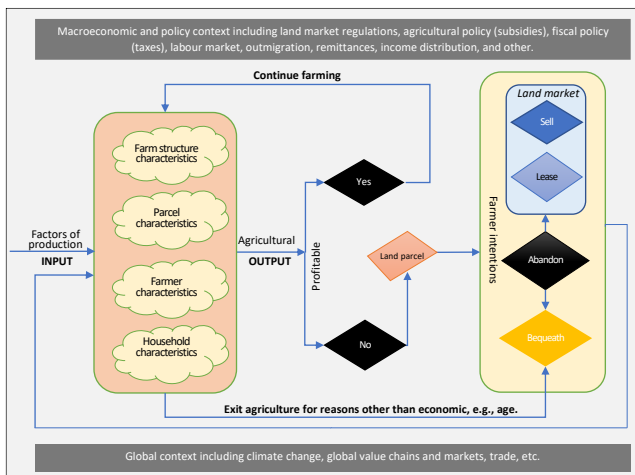 Macroeconomic and policy context including land market regulations, agricultural policy (subsidies), fiscal policy
(taxes), labour market, outmigration, remittances, income distribution, and other.
Continue farming
Land market
Sell
Lease
Farm structure
characteristics
Parcel
characteristics
Farmer
characteristics
Household
characteristics
Factors of
production
INPUT
Agricultural
OUTPUT
Profitable
Yes
No
Land parcel
Farmer intentions
Abandon
Bequeath
Exit agriculture for reasons other than economic, e.g., age.
Global context including climate change, global value chains and markets, trade, etc.